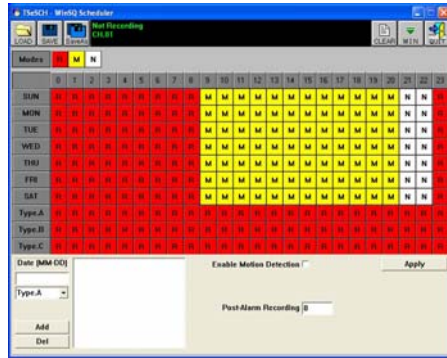 TSeSCH - WinSQ Scheduler
LOAD SAVE SaveAs Not Recording CLEAR WIN QUIT
CH.01
Modes R M N
0 1 2 3 4 5 6 7 8 9 10 11 12 13 14 15 16 17 18 19 20 21 22 23
SUN R R R R R R R R R M M M M M M M M M M M M N N R
MON R R R R R R R R R M M M M M M M M M M M M N N R
TUE R R R R R R R R R M M M M M M M M M M M M N N R
WED R R R R R R R R R M M M M M M M M M M M M N N R
THU R R R R R R R R R M M M M M M M M M M M M N N R
FRI R R R R R R R R R M M M M M M M M M M M M N N R
SAT R R R R R R R R R M M M M M M M M M M M M N N R
Type.A R R R R R R R R R R R R R R R R R R R R R R R R
Type.B R R R R R R R R R R R R R R R R R R R R R R R R
Type.C R R R R R R R R R R R R R R R R R R R R R R R R
Date (MM-DD) Enable Motion Detection Apply
Type.A
Post-Alarm Recording 8
Add
Del